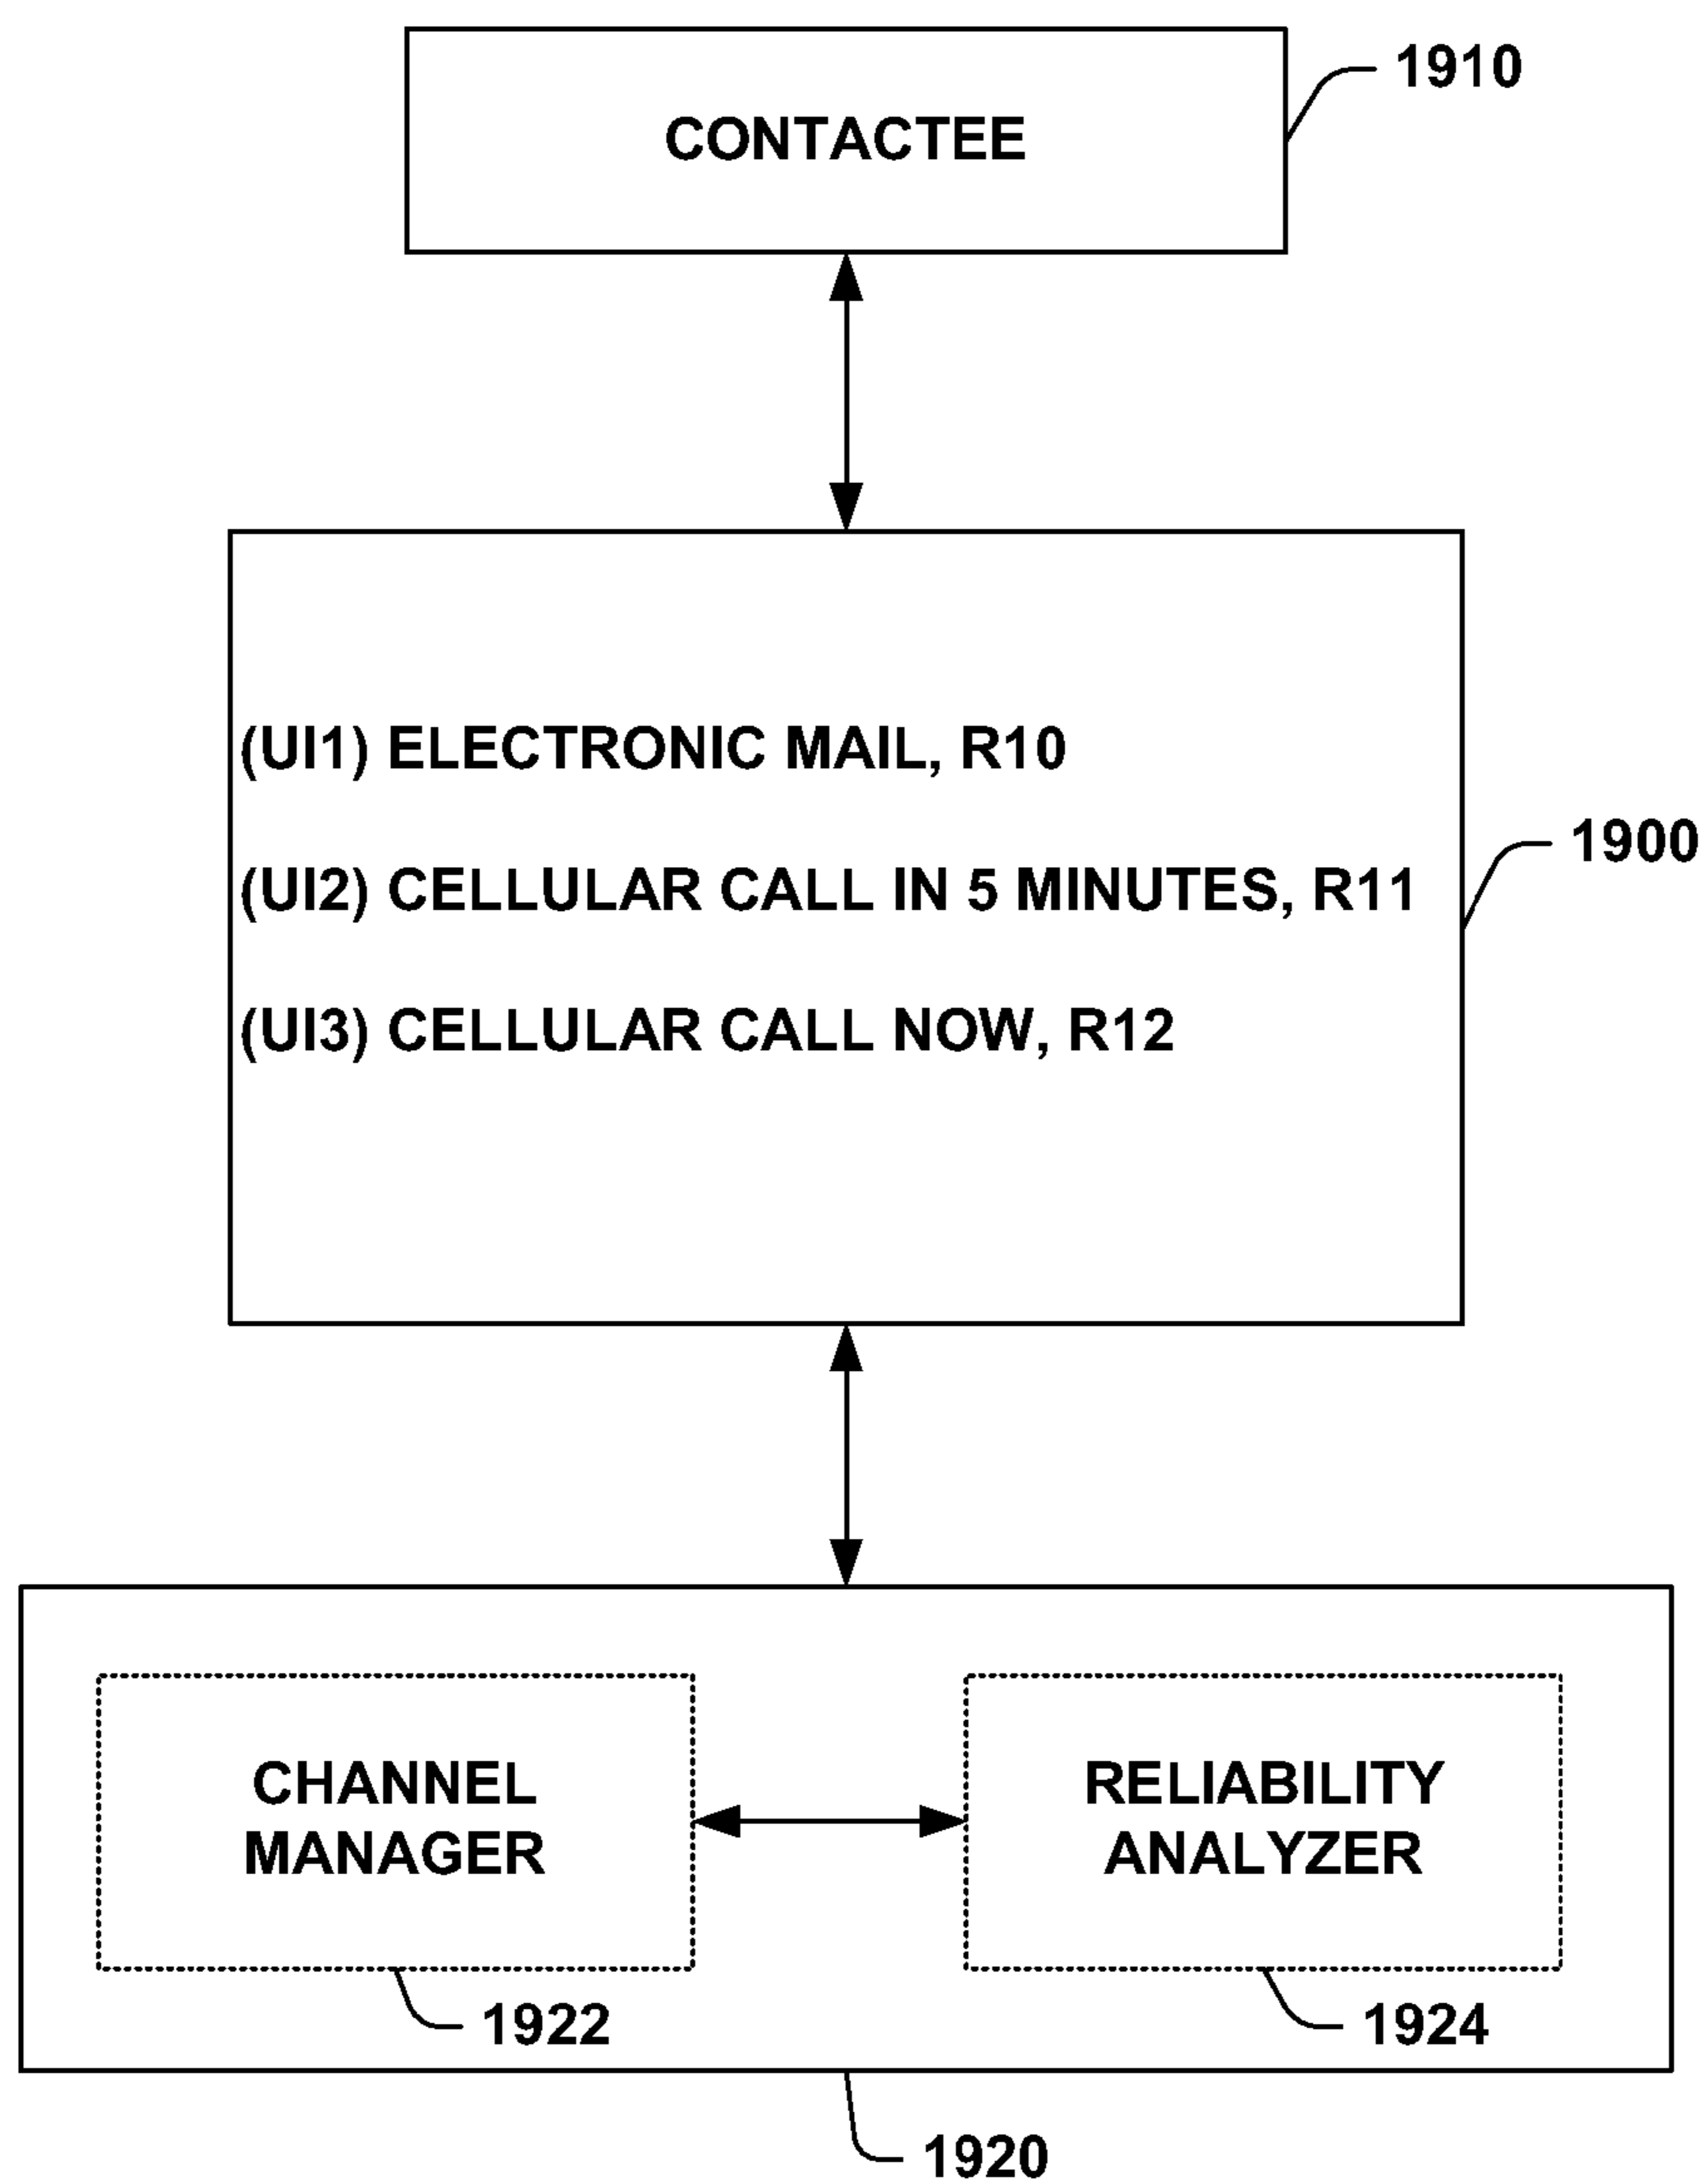 1910
CONTACTEE
(UI1) ELECTRONIC MAIL, R10
1900
(UI2) CELLULAR CALL IN 5 MINUTES, R11
(UI3) CELLULAR CALL NOW, R12
CHANNEL
MANAGER
RELIABILITY
ANALYZER
1922
1924
1920